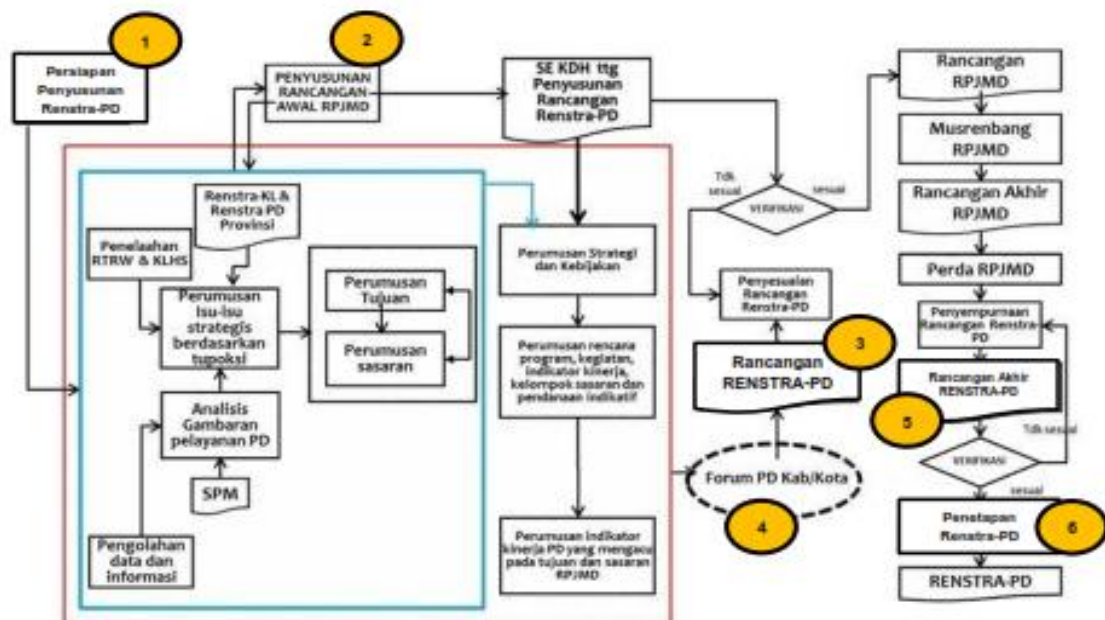 1
Persiapan
Penyusunan
Renstra-PD
2
PENYUSUNAN
RANCANGAN
AWAL RPJMD
SE KDH ttg
Penyusunan
Rancangan
Renstra-PD
Rancangan
RPJMD
Musrenbang
RPJMD
Rancangan Akhir
RPJMD
Perda RPJMD
Penyempurnaan
Rancangan Renstra-
PD
Rancangan Akhir
RENSTRA-PD
5
Tdk sesuai
VERIFIKASI
sesuai
Penetapan
Renstra-PD
6
RENSTRA-PD
Tdk
sesuai
sesuai
VERIFIKASI
Penyesuaian
Rancangan
Renstra-PD
3
Rancangan
RENSTRA-PD
Forum PD Kab/Kota
4
Renstra-KL &
Renstra PD
Provinsi
Penelaahan
RTRW & KLHS
Perumusan
Isu-isu
strategis
berdasarkan
tupoksi
Perumusan
Tujuan
Perumusan
sasaran
Analisis
Gambaran
pelayanan PD
SPM
Pengolahan
data dan
informasi
Perumusan Strategi
dan Kebijakan
Perumusan rencana
program, kegiatan,
indikator kinerja,
kelompok sasaran dan
pendanaan indikatif
Perumusan indikator
kinerja PD yang mengacu
pada tujuan dan sasaran
RPJMD